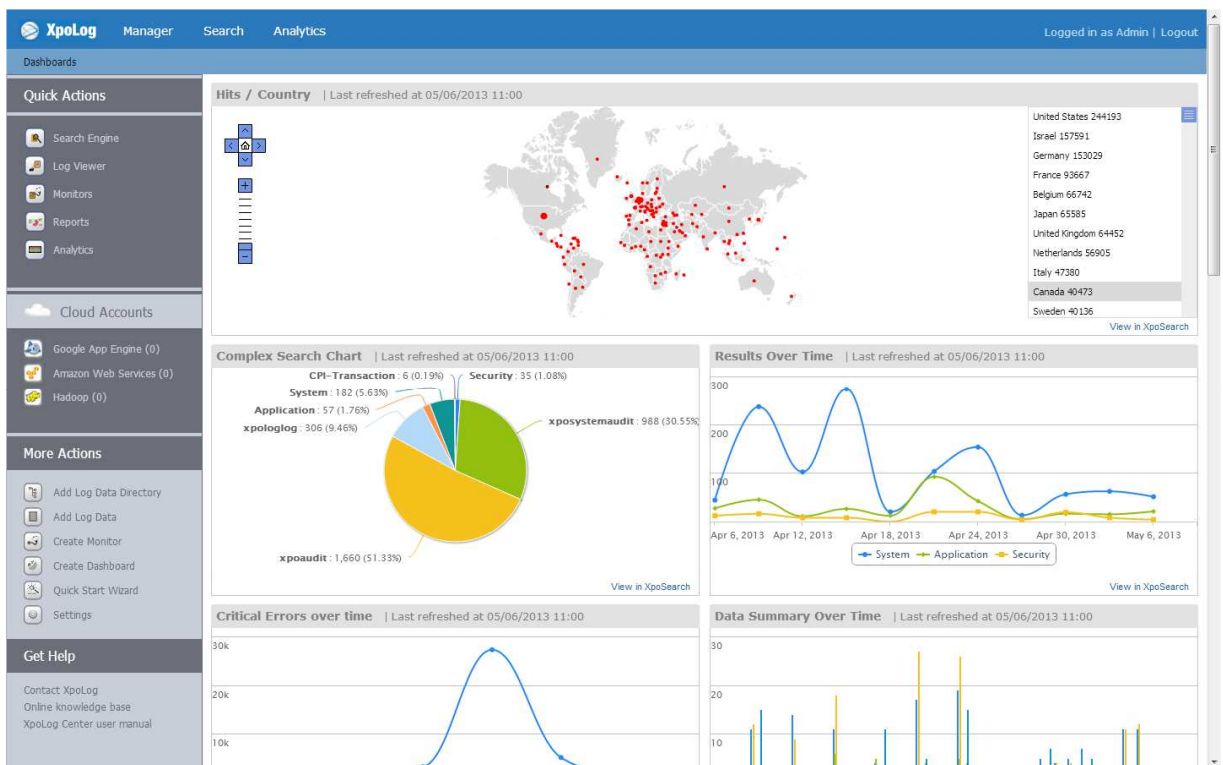 XpoLog Manager Search Analytics Logged in as Admin | Logout
Dashboards
Quick Actions
Search Engine
Log Viewer
Monitors
Reports
Analytics
Cloud Accounts
Google App Engine (0)
Amazon Web Services (0)
Hadoop (0)
More Actions
Add Log Data Directory
Add Log Data
Create Monitor
Create Dashboard
Quick Start Wizard
Settings
Get Help
Contact XpoLog
Online knowledge base
XpoLog Center user manual
Hits / Country | Last refreshed at 05/06/2013 11:00
United States 244193
Israel 157591
Germany 153029
France 93667
Belgium 66742
Japan 65585
United Kingdom 64452
Netherlands 56905
Italy 47380
Canada 40473
Sweden 40136
View in XpoSearch
Complex Search Chart | Last refreshed at 05/06/2013 11:00
CPI-Transaction : 6 (0.19%)
Security : 35 (1.08%)
System : 182 (5.63%)
Application : 57 (1.76%)
xpologlog : 306 (9.46%)
xposystemaudit : 988 (30.55%)
xpoaudit : 1,660 (51.33%)
View in XpoSearch
Results Over Time | Last refreshed at 05/06/2013 11:00
300
200
100
Apr 6, 2013 Apr 12, 2013 Apr 18, 2013 Apr 24, 2013 Apr 30, 2013 May 6, 2013
System Application Security
View in XpoSearch
Critical Errors over time | Last refreshed at 05/06/2013 11:00
30k
20k
10k
Data Summary Over Time | Last refreshed at 05/06/2013 11:00
30
20
10